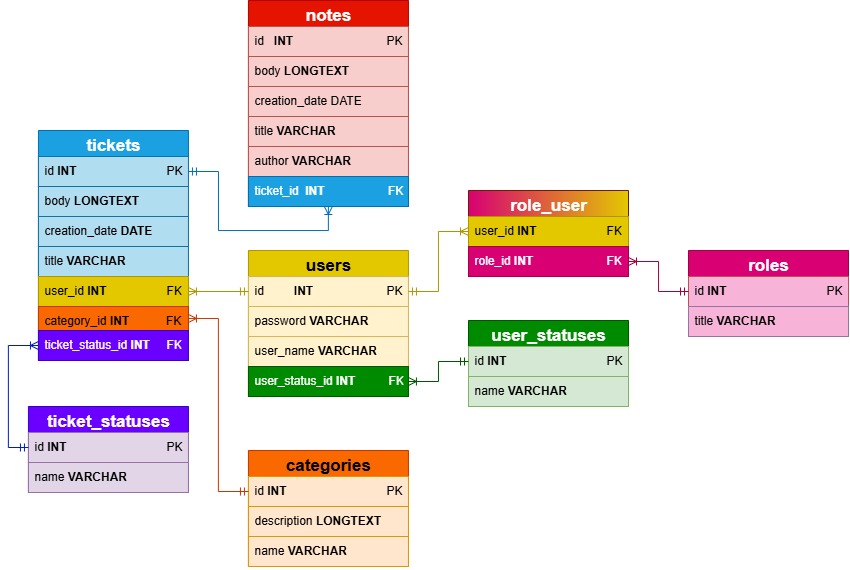 notes
id INT PK
body LONGTEXT
creation_date DATE
title VARCHAR
author VARCHAR
ticket_id INT FK
tickets
id INT PK
body LONGTEXT
creation_date DATE
title VARCHAR
user_id INT FK
category_id INT FK
ticket_status_id INT FK
users
id INT PK
password VARCHAR
user_name VARCHAR
user_status_id INT FK
role_user
user_id INT FK
role_id INT FK
roles
id INT PK
title VARCHAR
user_statuses
id INT PK
name VARCHAR
ticket_statuses
id INT PK
name VARCHAR
categories
id INT PK
description LONGTEXT
name VARCHAR